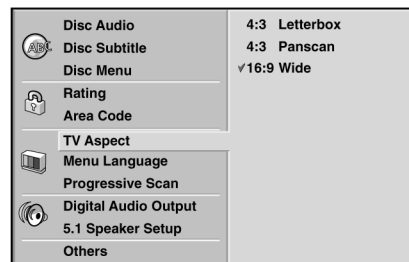 Disc Audio
Disc Subtitle
Disc Menu
Rating
Area Code
TV Aspect
Menu Language
Progressive Scan
Digital Audio Output
5.1 Speaker Setup
Others
4:3 Letterbox
4:3 Panscan
✓16:9 Wide
ABC